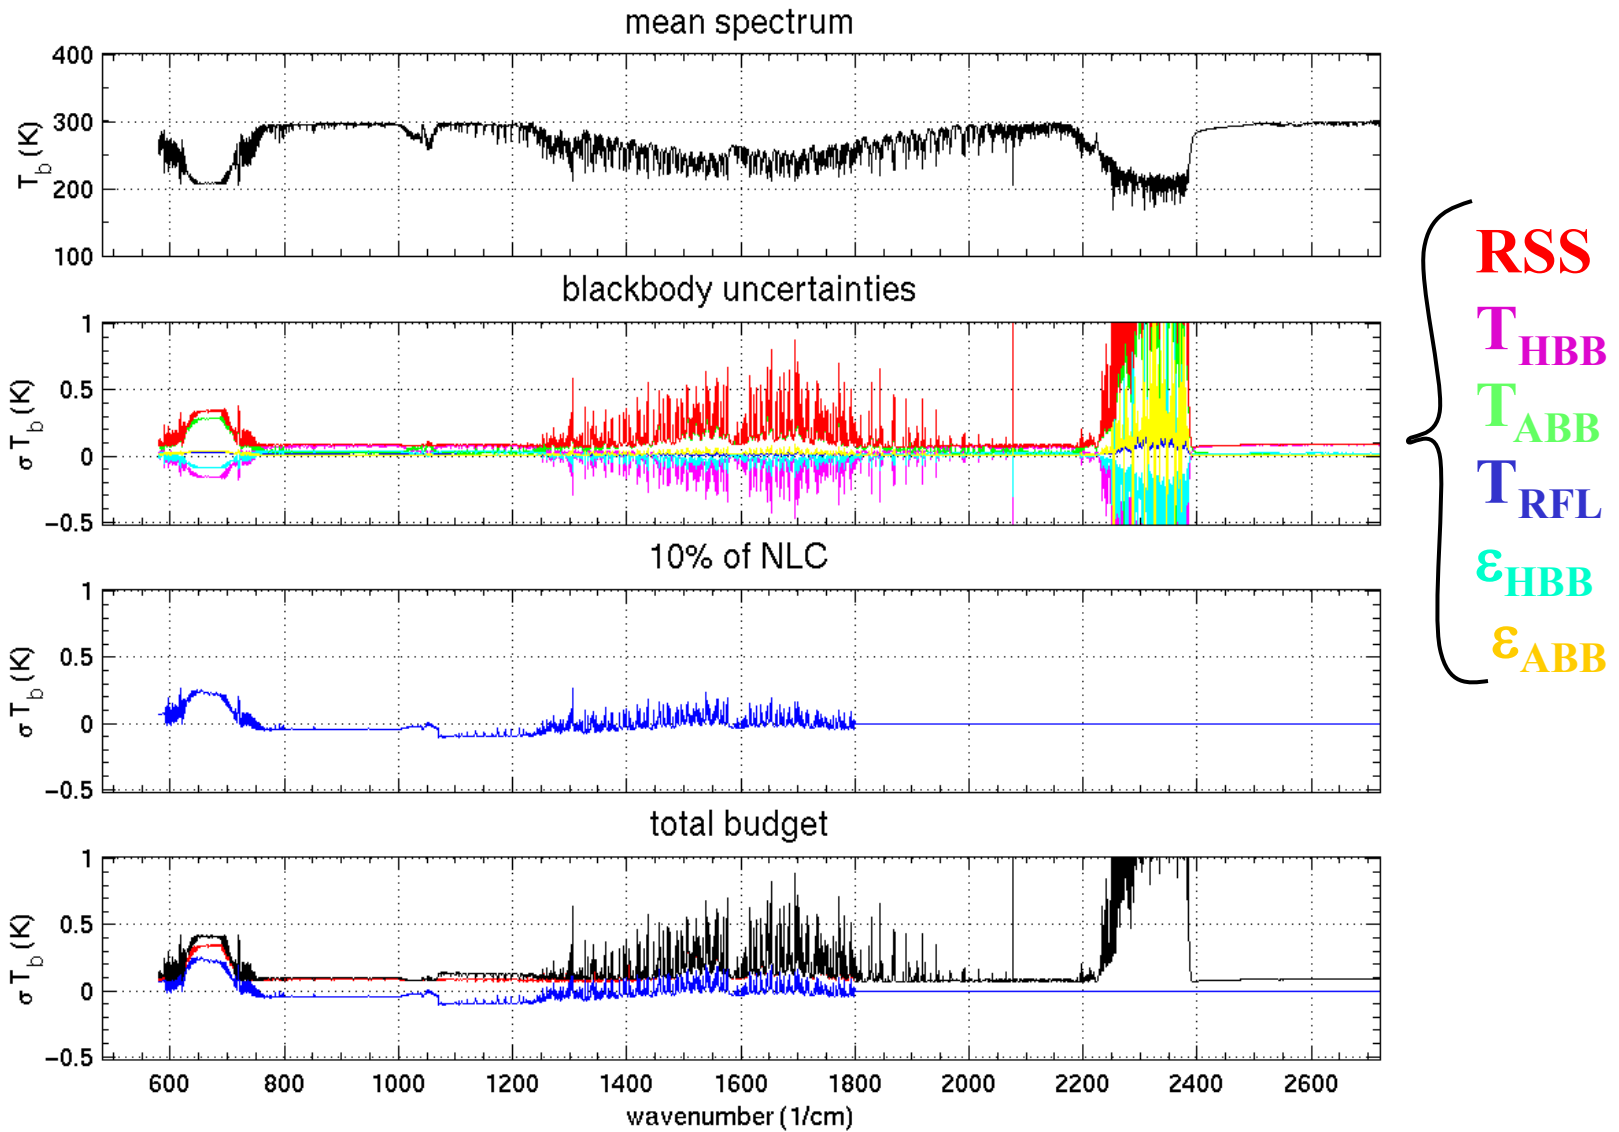 mean spectrum
400
300
200
100
T_b (K)
blackbody uncertainties
1
0.5
0
−0.5
σ T_b (K)
RSS
T_HBB
T_ABB
T_RFL
ε_HBB
ε_ABB
10% of NLC
1
0.5
0
−0.5
σ T_b (K)
total budget
1
0.5
0
−0.5
σ T_b (K)
600 800 1000 1200 1400 1600 1800 2000 2200 2400 2600
wavenumber (1/cm)